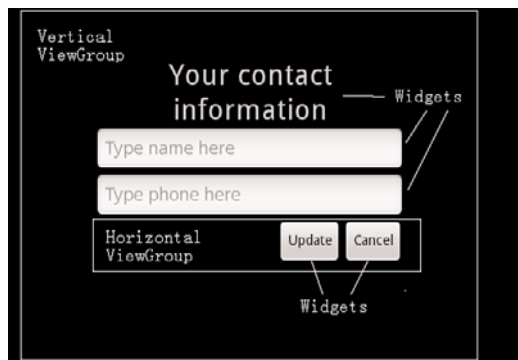 Vertical
ViewGroup
Your contact
information
Widgets
Type name here
Type phone here
Horizontal
ViewGroup
Update
Cancel
Widgets